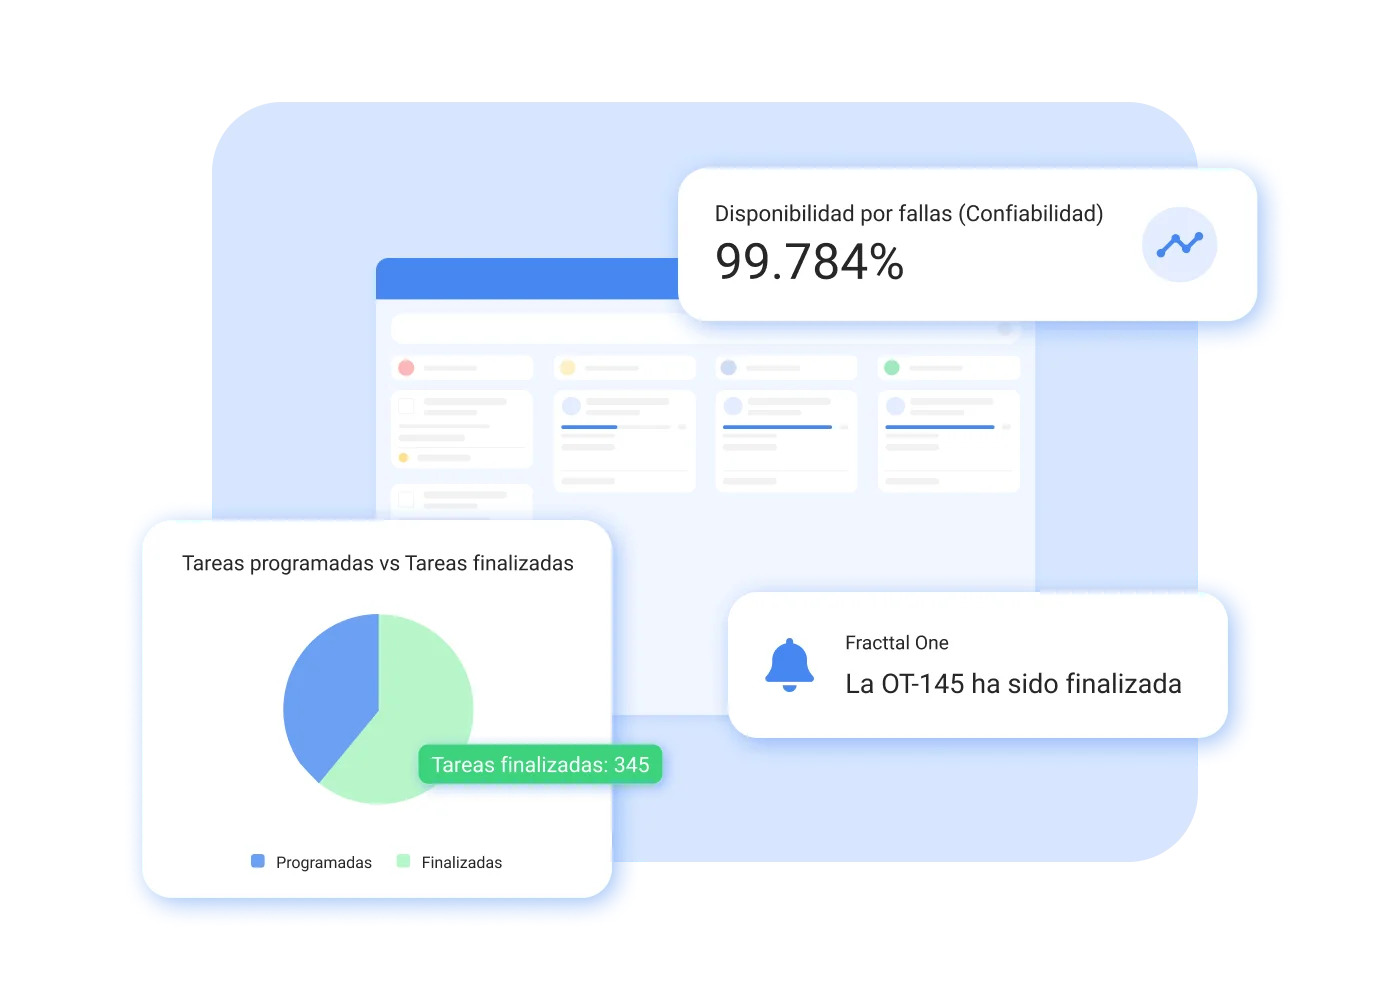 Disponibilidad por fallas (Confiabilidad)
99.784%
Tareas programadas vs Tareas finalizadas
Tareas finalizadas: 345
Programadas
Finalizadas
Fracttal One
La OT-145 ha sido finalizada